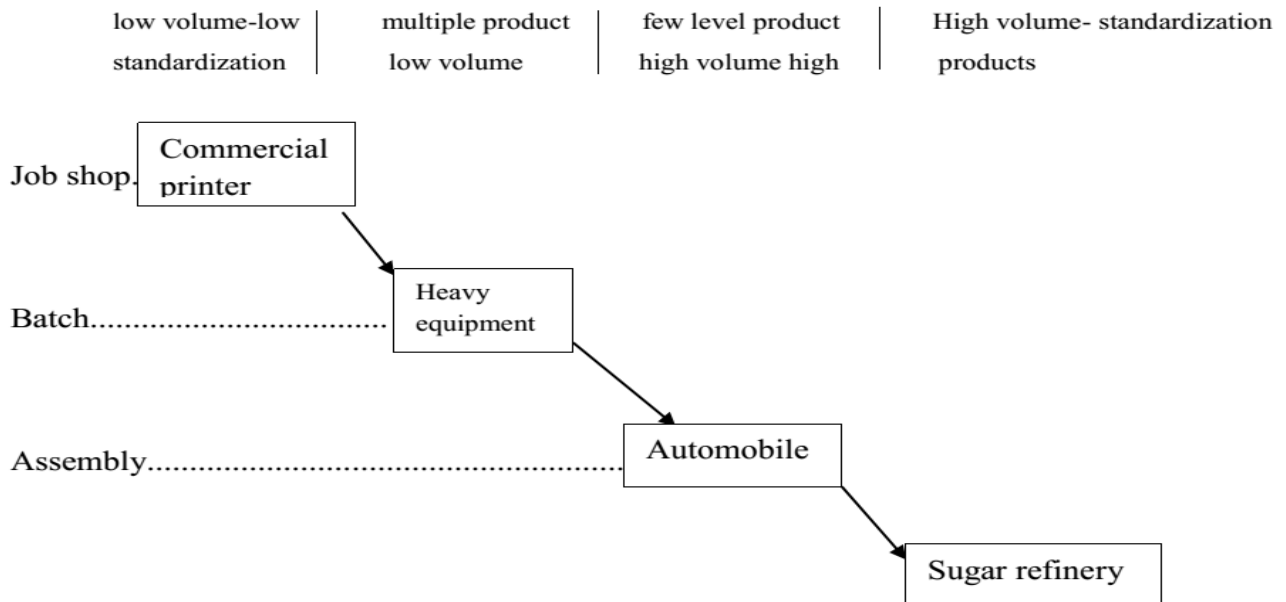 low volume-low multiple product few level product High volume- standardization
standardization low volume high volume high products
Commercial
Job shop. printer
Heavy
Batch.................................. equipment
Assembly....................................................... Automobile
Sugar refinery